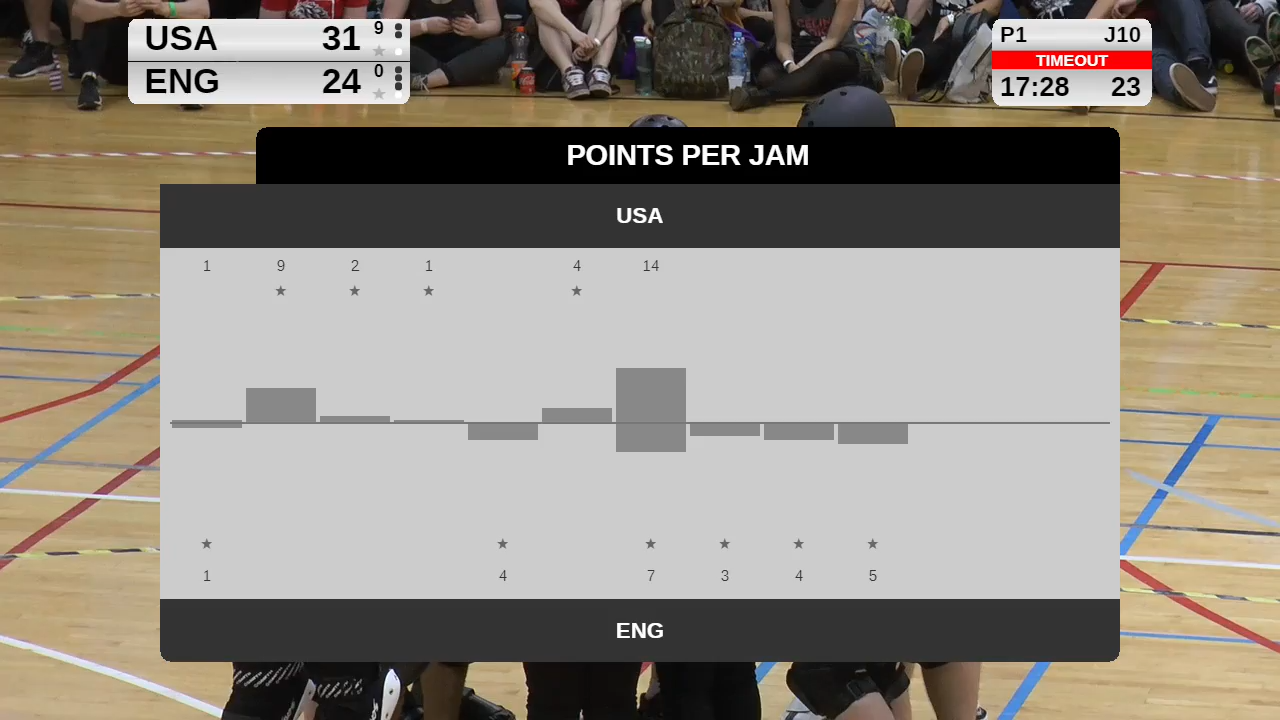 USA 31 9
ENG 24 0
P1 J10
TIMEOUT
17:28 23
POINTS PER JAM
USA
1 9 2 1 4 14
★ ★ ★ ★
★ ★ ★ ★ ★ ★
1 4 7 3 4 5
ENG